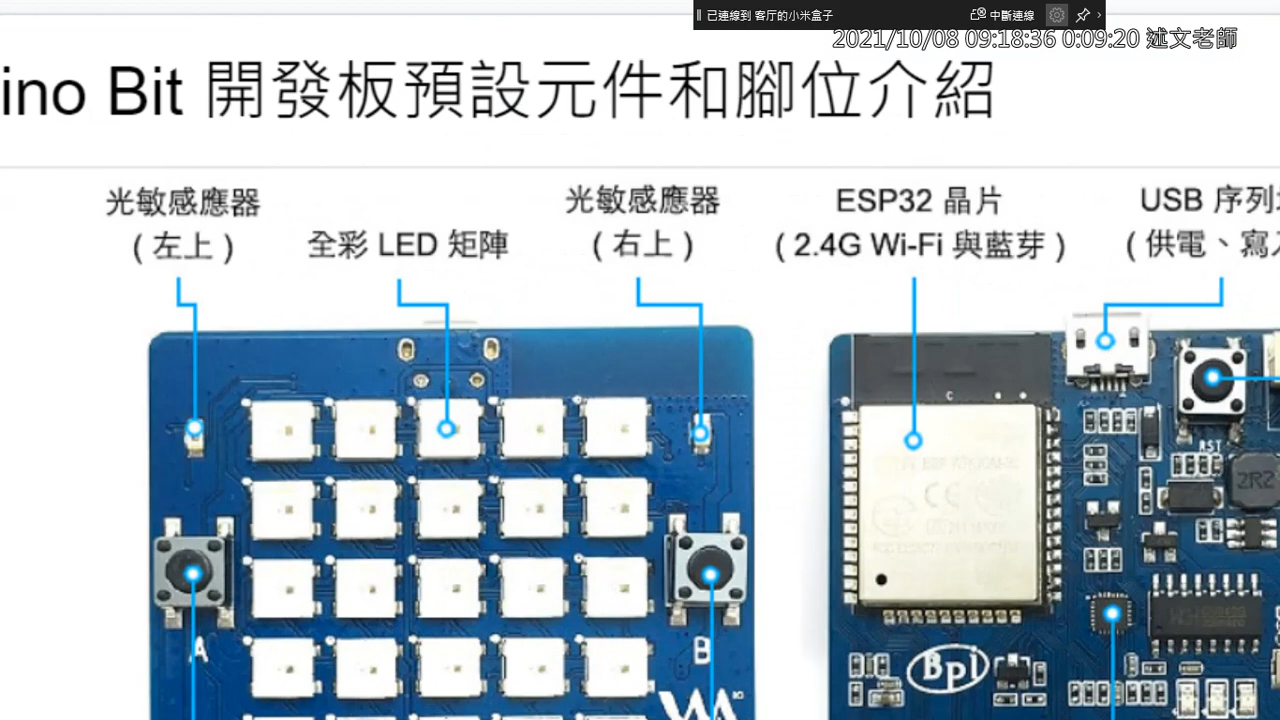 已連線到 客厅的小米盒子
中斷連線
2021/10/08 09:18:36 0:09:20 述文老師
ino Bit 開發板預設元件和腳位介紹
光敏感應器
( 左上 )
全彩 LED 矩陣
光敏感應器
( 右上 )
ESP32 晶片
( 2.4G Wi-Fi 與藍芽 )
USB 序列
( 供電、寫
C
RST
2R2
CE
A
B
Bpi